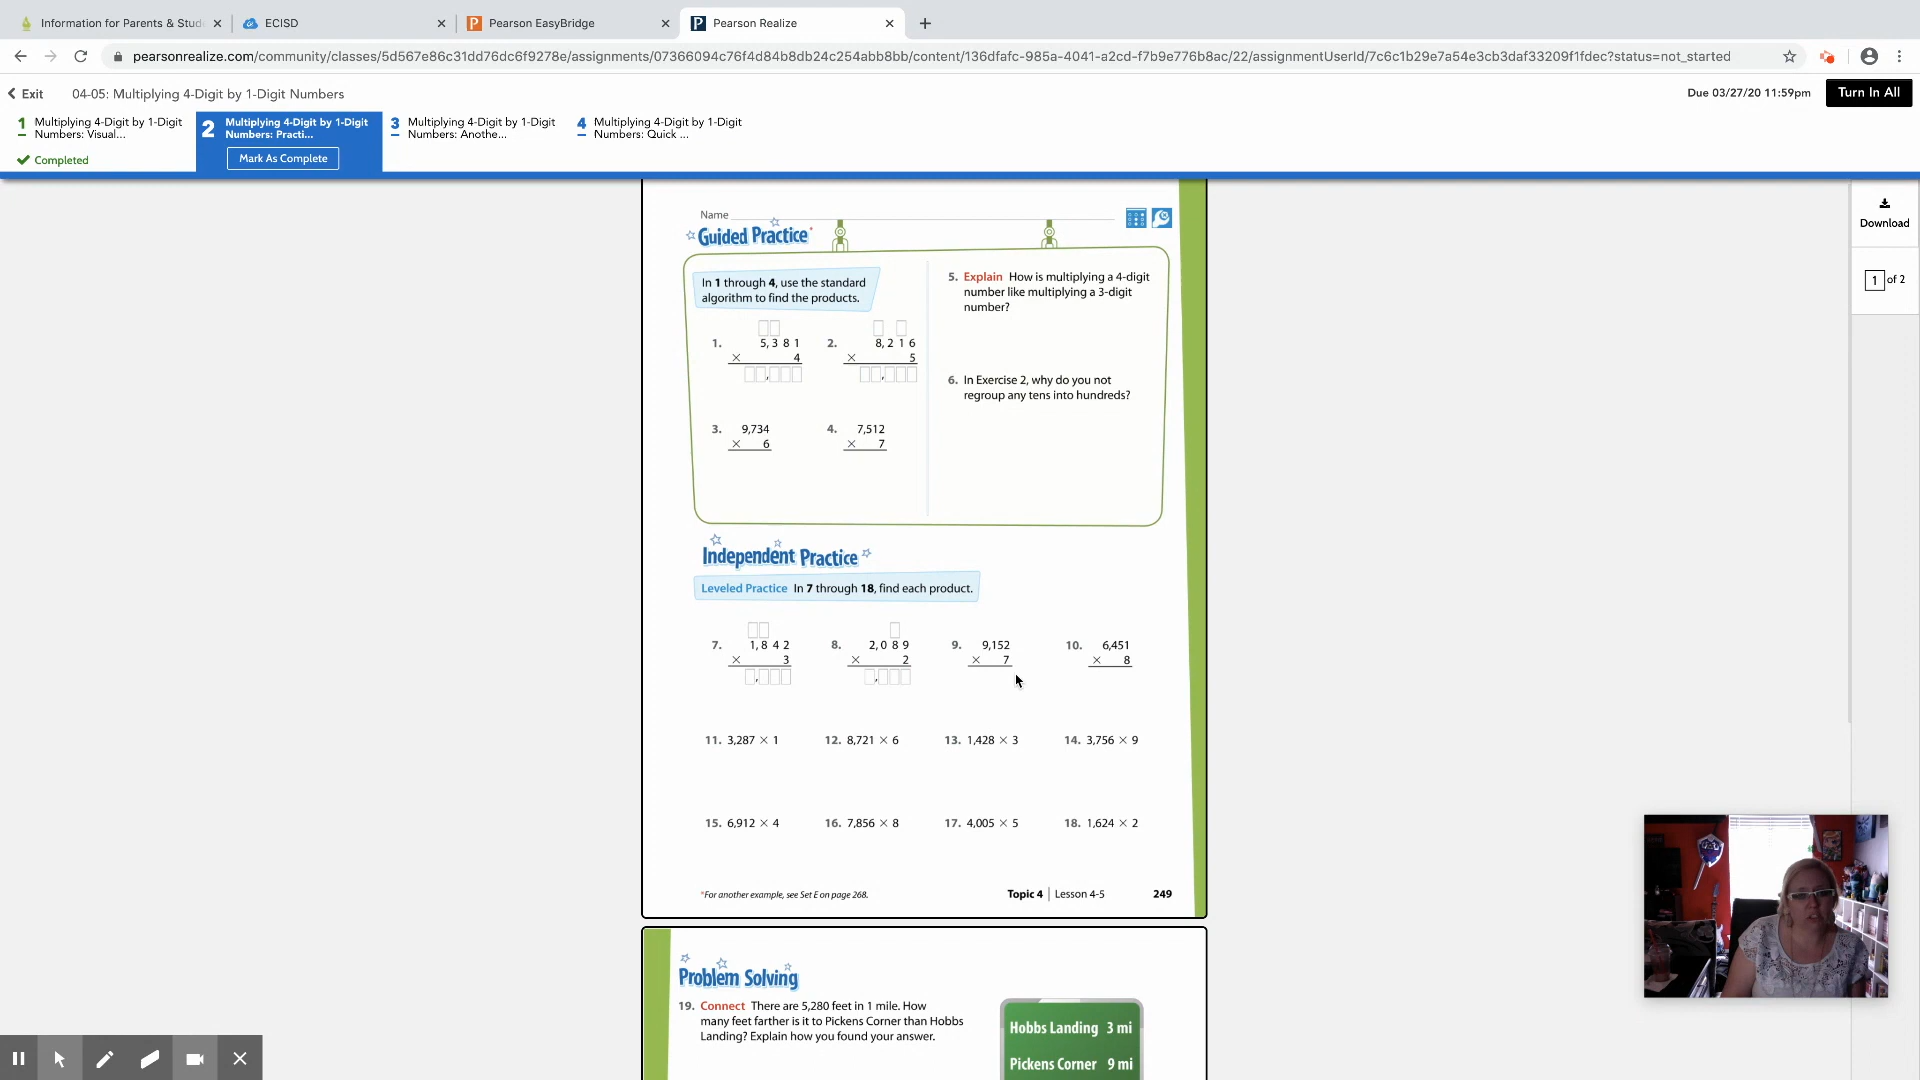 Information for Parents & Stud
ECISD
Pearson EasyBridge
Pearson Realize
pearsonrealize.com/community/classes/5d567e86c31dd76dc6f9278e/assignments/07366094c76f4d84b8db24c254abb8bb/content/136dfafc-985a-4041-a2cd-f7b9e776b8ac/22/assignmentUserId/7c6c1b29e7a54e3cb3daf33209f1fdec?status=not_started
Exit
04-05: Multiplying 4-Digit by 1-Digit Numbers
Due 03/27/20 11:59pm
Turn In All
1 Multiplying 4-Digit by 1-Digit
Numbers: Visual...
Completed
2 Multiplying 4-Digit by 1-Digit
Numbers: Practi...
Mark As Complete
3 Multiplying 4-Digit by 1-Digit
Numbers: Anothe...
4 Multiplying 4-Digit by 1-Digit
Numbers: Quick ...
Download
1 of 2
Name
Guided Practice*
In 1 through 4, use the standard
algorithm to find the products.
1. 5,381
× 4
2. 8,216
× 5
3. 9,734
× 6
4. 7,512
× 7
5. Explain How is multiplying a 4-digit
number like multiplying a 3-digit
number?
6. In Exercise 2, why do you not
regroup any tens into hundreds?
Independent Practice
Leveled Practice In 7 through 18, find each product.
7. 1,842
× 3
8. 2,089
× 2
9. 9,152
× 7
10. 6,451
× 8
11. 3,287 × 1
12. 8,721 × 6
13. 1,428 × 3
14. 3,756 × 9
15. 6,912 × 4
16. 7,856 × 8
17. 4,005 × 5
18. 1,624 × 2
*For another example, see Set E on page 268.
Topic 4 | Lesson 4-5
249
Problem Solving
19. Connect There are 5,280 feet in 1 mile. How
many feet farther is it to Pickens Corner than Hobbs
Landing? Explain how you found your answer.
Hobbs Landing 3 mi
Pickens Corner 9 mi